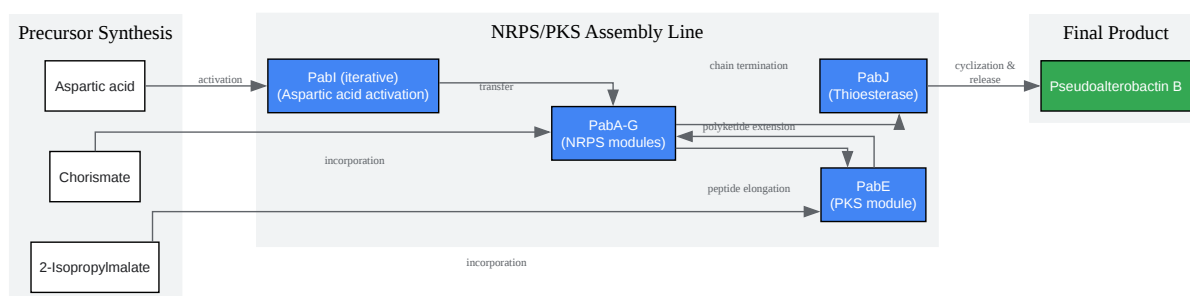 Precursor Synthesis
NRPS/PKS Assembly Line
Final Product
Aspartic acid
activation
PabI (iterative)
(Aspartic acid activation)
transfer
chain termination
PabJ
(Thioesterase)
cyclization &
release
Pseudoalterobactin B
PabA-G
(NRPS modules)
polyketide extension
Chorismate
incorporation
peptide elongation
PabE
(PKS module)
2-Isopropylmalate
incorporation